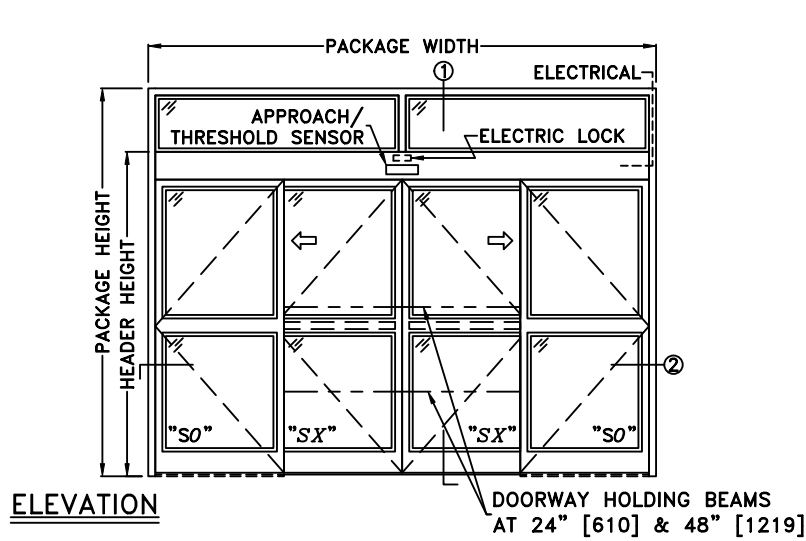 PACKAGE WIDTH
1
ELECTRICAL
APPROACH/
THRESHOLD SENSOR
ELECTRIC LOCK
PACKAGE HEIGHT
HEADER HEIGHT
2
"SO"
"SX"
"SX"
"SO"
ELEVATION
DOORWAY HOLDING BEAMS
AT 24" [610] & 48" [1219]